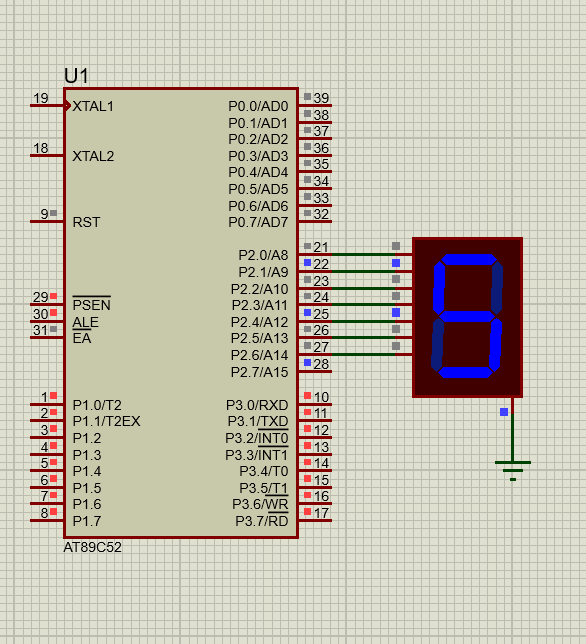 U1
19 XTAL1 P0.0/AD0 39
P0.1/AD1 38
P0.2/AD2 37
18 XTAL2 P0.3/AD3 36
P0.4/AD4 35
P0.5/AD5 34
P0.6/AD6 33
9 RST P0.7/AD7 32
P2.0/A8 21
P2.1/A9 22
P2.2/A10 23
29 PSEN P2.3/A11 24
30 ALE P2.4/A12 25
31 EA P2.5/A13 26
P2.6/A14 27
P2.7/A15 28
1 P1.0/T2 P3.0/RXD 10
2 P1.1/T2EX P3.1/TXD 11
3 P1.2 P3.2/INT0 12
4 P1.3 P3.3/INT1 13
5 P1.4 P3.4/T0 14
6 P1.5 P3.5/T1 15
7 P1.6 P3.6/WR 16
8 P1.7 P3.7/RD 17
AT89C52
5